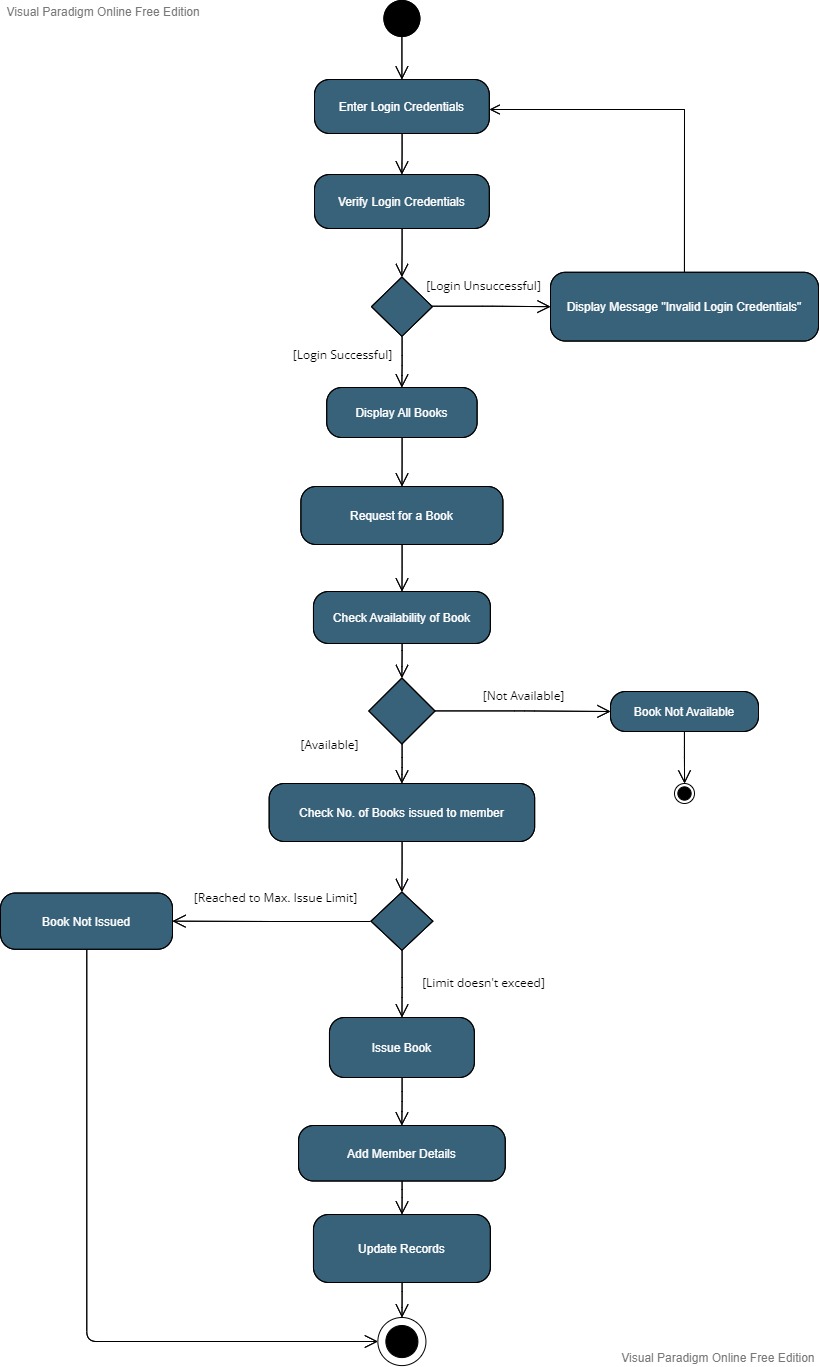 Visual Paradigm Online Free Edition
Enter Login Credentials
Verify Login Credentials
[Login Unsuccessful]
Display Message "Invalid Login Credentials"
[Login Successful]
Display All Books
Request for a Book
Check Availability of Book
[Not Available]
Book Not Available
[Available]
Check No. of Books issued to member
[Reached to Max. Issue Limit]
Book Not Issued
[Limit doesn't exceed]
Issue Book
Add Member Details
Update Records
Visual Paradigm Online Free Edition